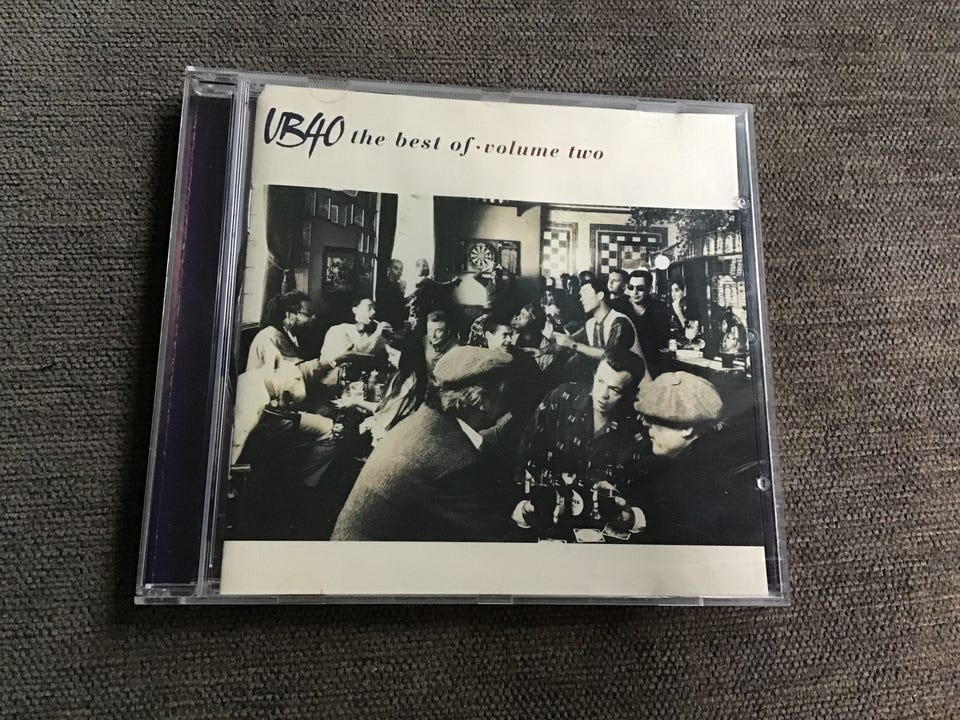 UB40 the best of · volume two